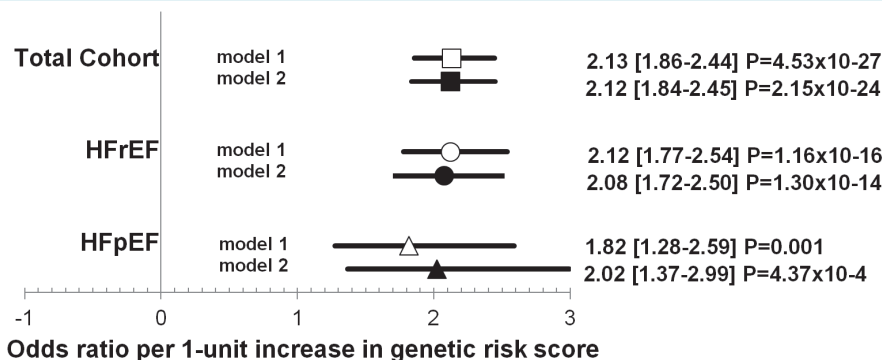 Total Cohort model 1 2.13 [1.86-2.44] P=4.53x10-27
model 2 2.12 [1.84-2.45] P=2.15x10-24
HFrEF model 1 2.12 [1.77-2.54] P=1.16x10-16
model 2 2.08 [1.72-2.50] P=1.30x10-14
HFpEF model 1 1.82 [1.28-2.59] P=0.001
model 2 2.02 [1.37-2.99] P=4.37x10-4
-1 0 1 2 3
Odds ratio per 1-unit increase in genetic risk score